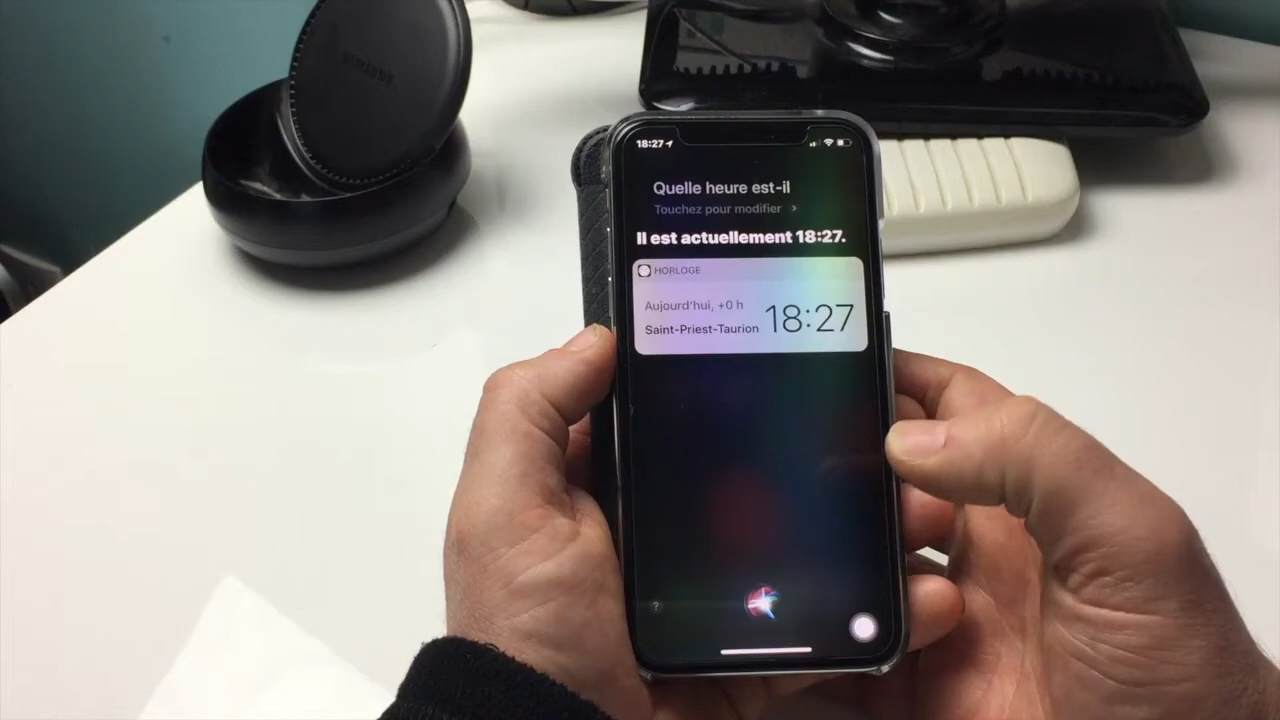 SAMSUNG
18:27
Quelle heure est-il
Touchez pour modifier >
Il est actuellement 18:27.
HORLOGE
Aujourd'hui, +0 h
Saint-Priest-Taurion
18:27
?